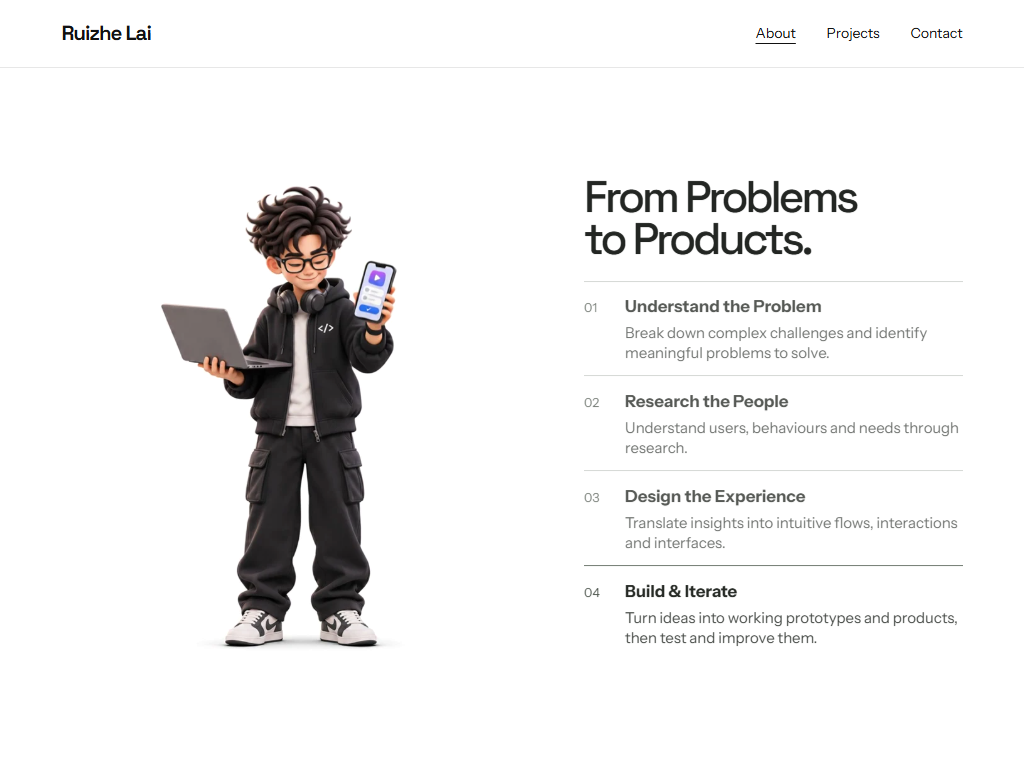 Ruizhe Lai
About
Projects
Contact
From Problems
to Products.
01
Understand the Problem
Break down complex challenges and identify
meaningful problems to solve.
02
Research the People
Understand users, behaviours and needs through
research.
03
Design the Experience
Translate insights into intuitive flows, interactions
and interfaces.
04
Build & Iterate
Turn ideas into working prototypes and products,
then test and improve them.
</>